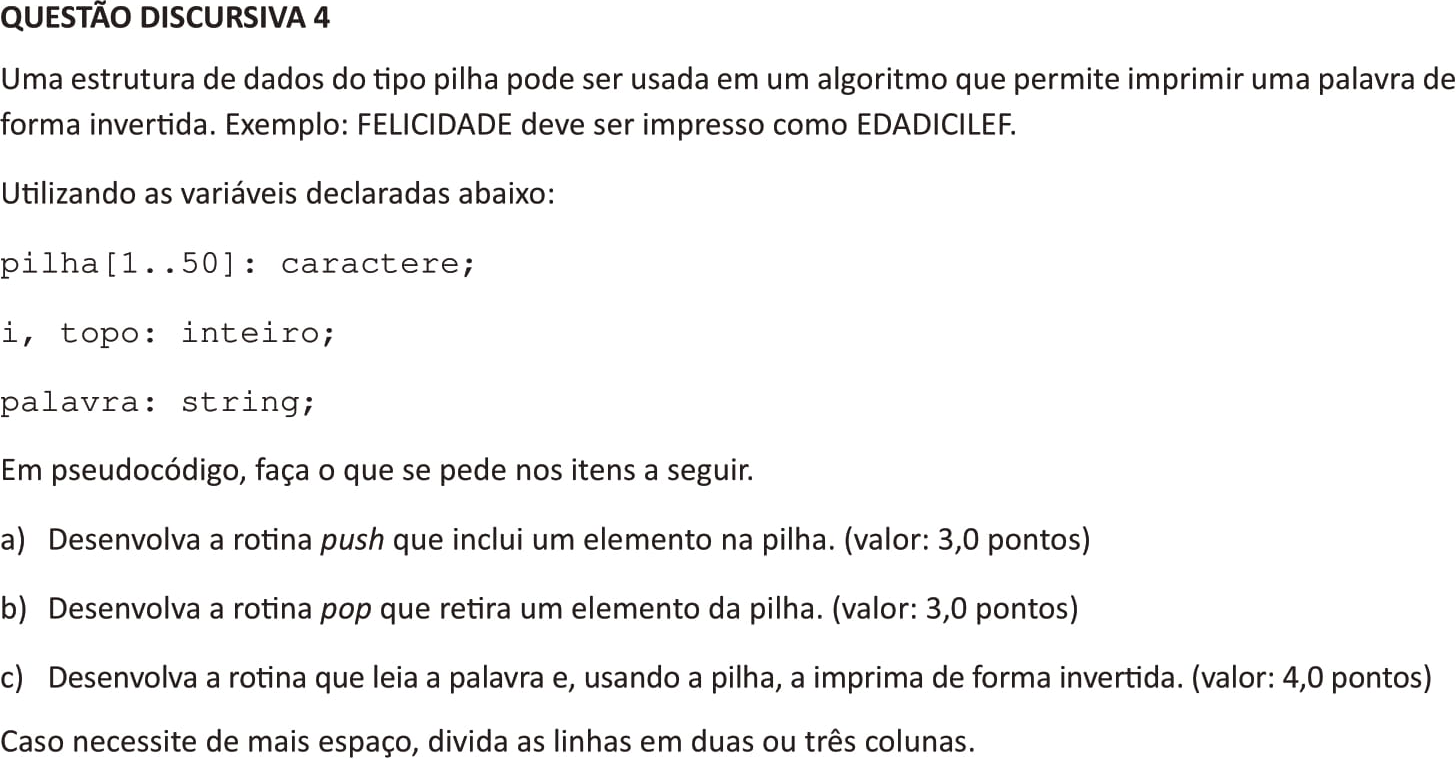 QUESTÃO DISCURSIVA 4
Uma estrutura de dados do tipo pilha pode ser usada em um algoritmo que permite imprimir uma palavra de
forma invertida. Exemplo: FELICIDADE deve ser impresso como EDADICILEF.
Utilizando as variáveis declaradas abaixo:
pilha[1..50]: caractere;
i, topo: inteiro;
palavra: string;
Em pseudocódigo, faça o que se pede nos itens a seguir.
a) Desenvolva a rotina push que inclui um elemento na pilha. (valor: 3,0 pontos)
b) Desenvolva a rotina pop que retira um elemento da pilha. (valor: 3,0 pontos)
c) Desenvolva a rotina que leia a palavra e, usando a pilha, a imprima de forma invertida. (valor: 4,0 pontos)
Caso necessite de mais espaço, divida as linhas em duas ou três colunas.